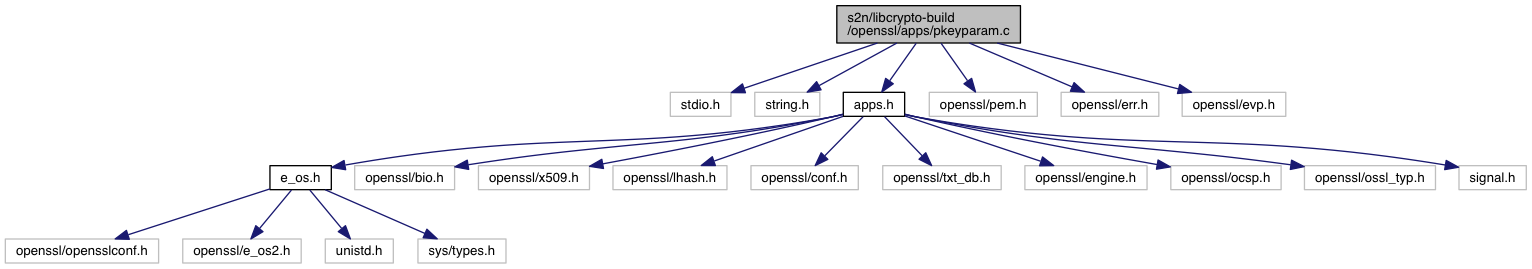 s2n/libcrypto-build
/openssl/apps/pkeyparam.c
stdio.h
string.h
apps.h
openssl/pem.h
openssl/err.h
openssl/evp.h
e_os.h
openssl/bio.h
openssl/x509.h
openssl/lhash.h
openssl/conf.h
openssl/txt_db.h
openssl/engine.h
openssl/ocsp.h
openssl/ossl_typ.h
signal.h
openssl/opensslconf.h
openssl/e_os2.h
unistd.h
sys/types.h